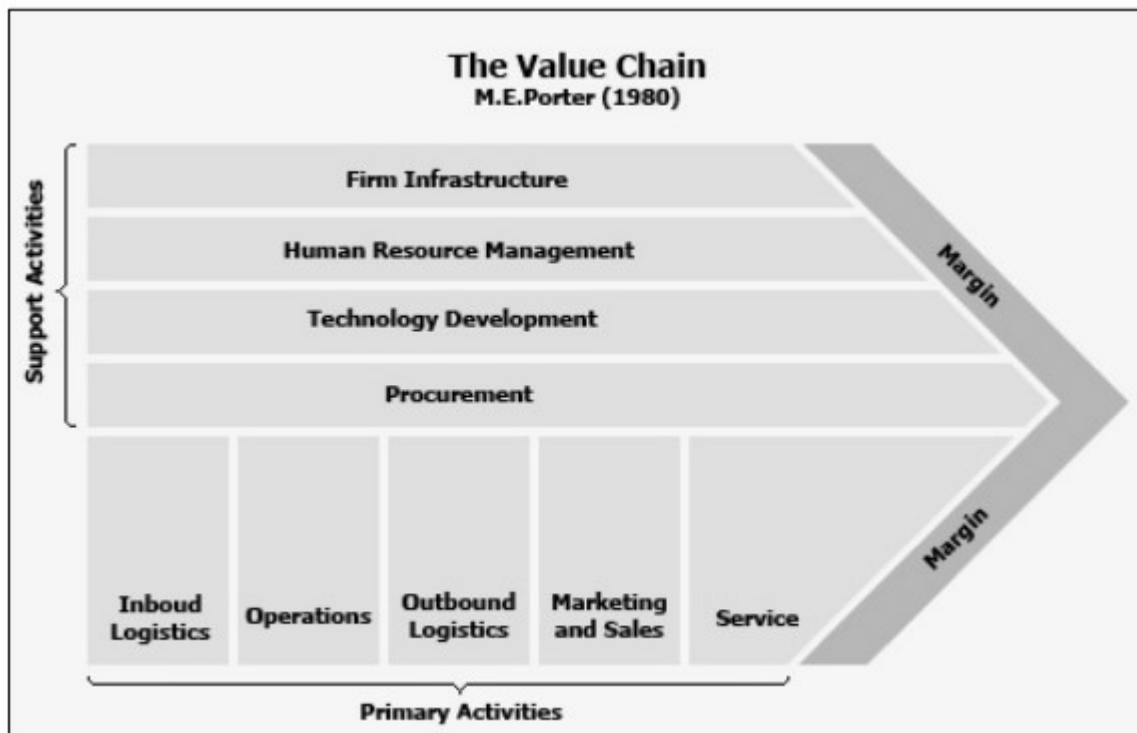 The Value Chain
M.E.Porter (1980)
Support Activities
Firm Infrastructure
Human Resource Management
Technology Development
Procurement
Margin
Margin
Inboud
Logistics
Operations
Outbound
Logistics
Marketing
and Sales
Service
Primary Activities